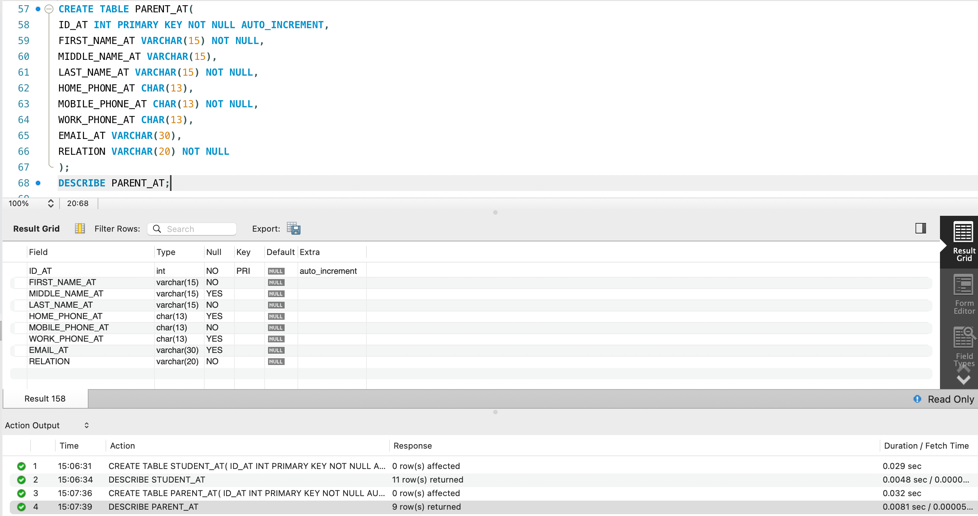 57 CREATE TABLE PARENT_AT(
58 ID_AT INT PRIMARY KEY NOT NULL AUTO_INCREMENT,
59 FIRST_NAME_AT VARCHAR(15) NOT NULL,
60 MIDDLE_NAME_AT VARCHAR(15),
61 LAST_NAME_AT VARCHAR(15) NOT NULL,
62 HOME_PHONE_AT CHAR(13),
63 MOBILE_PHONE_AT CHAR(13) NOT NULL,
64 WORK_PHONE_AT CHAR(13),
65 EMAIL_AT VARCHAR(30),
66 RELATION VARCHAR(20) NOT NULL
67 );
68 DESCRIBE PARENT_AT;
100% 20:68
Result Grid Filter Rows: Search Export:
Field Type Null Key Default Extra
ID_AT int NO PRI NULL auto_increment
FIRST_NAME_AT varchar(15) NO NULL
MIDDLE_NAME_AT varchar(15) YES NULL
LAST_NAME_AT varchar(15) NO NULL
HOME_PHONE_AT char(13) YES NULL
MOBILE_PHONE_AT char(13) NO NULL
WORK_PHONE_AT char(13) YES NULL
EMAIL_AT varchar(30) YES NULL
RELATION varchar(20) NO NULL
Result
Grid
Form
Editor
Field
Types
Result 158 Read Only
Action Output
Time Action Response Duration / Fetch Time
1 15:06:31 CREATE TABLE STUDENT_AT( ID_AT INT PRIMARY KEY NOT NULL A... 0 row(s) affected 0.029 sec
2 15:06:34 DESCRIBE STUDENT_AT 11 row(s) returned 0.0048 sec / 0.0000...
3 15:07:36 CREATE TABLE PARENT_AT( ID_AT INT PRIMARY KEY NOT NULL AU... 0 row(s) affected 0.032 sec
4 15:07:39 DESCRIBE PARENT_AT 9 row(s) returned 0.0081 sec / 0.00005...